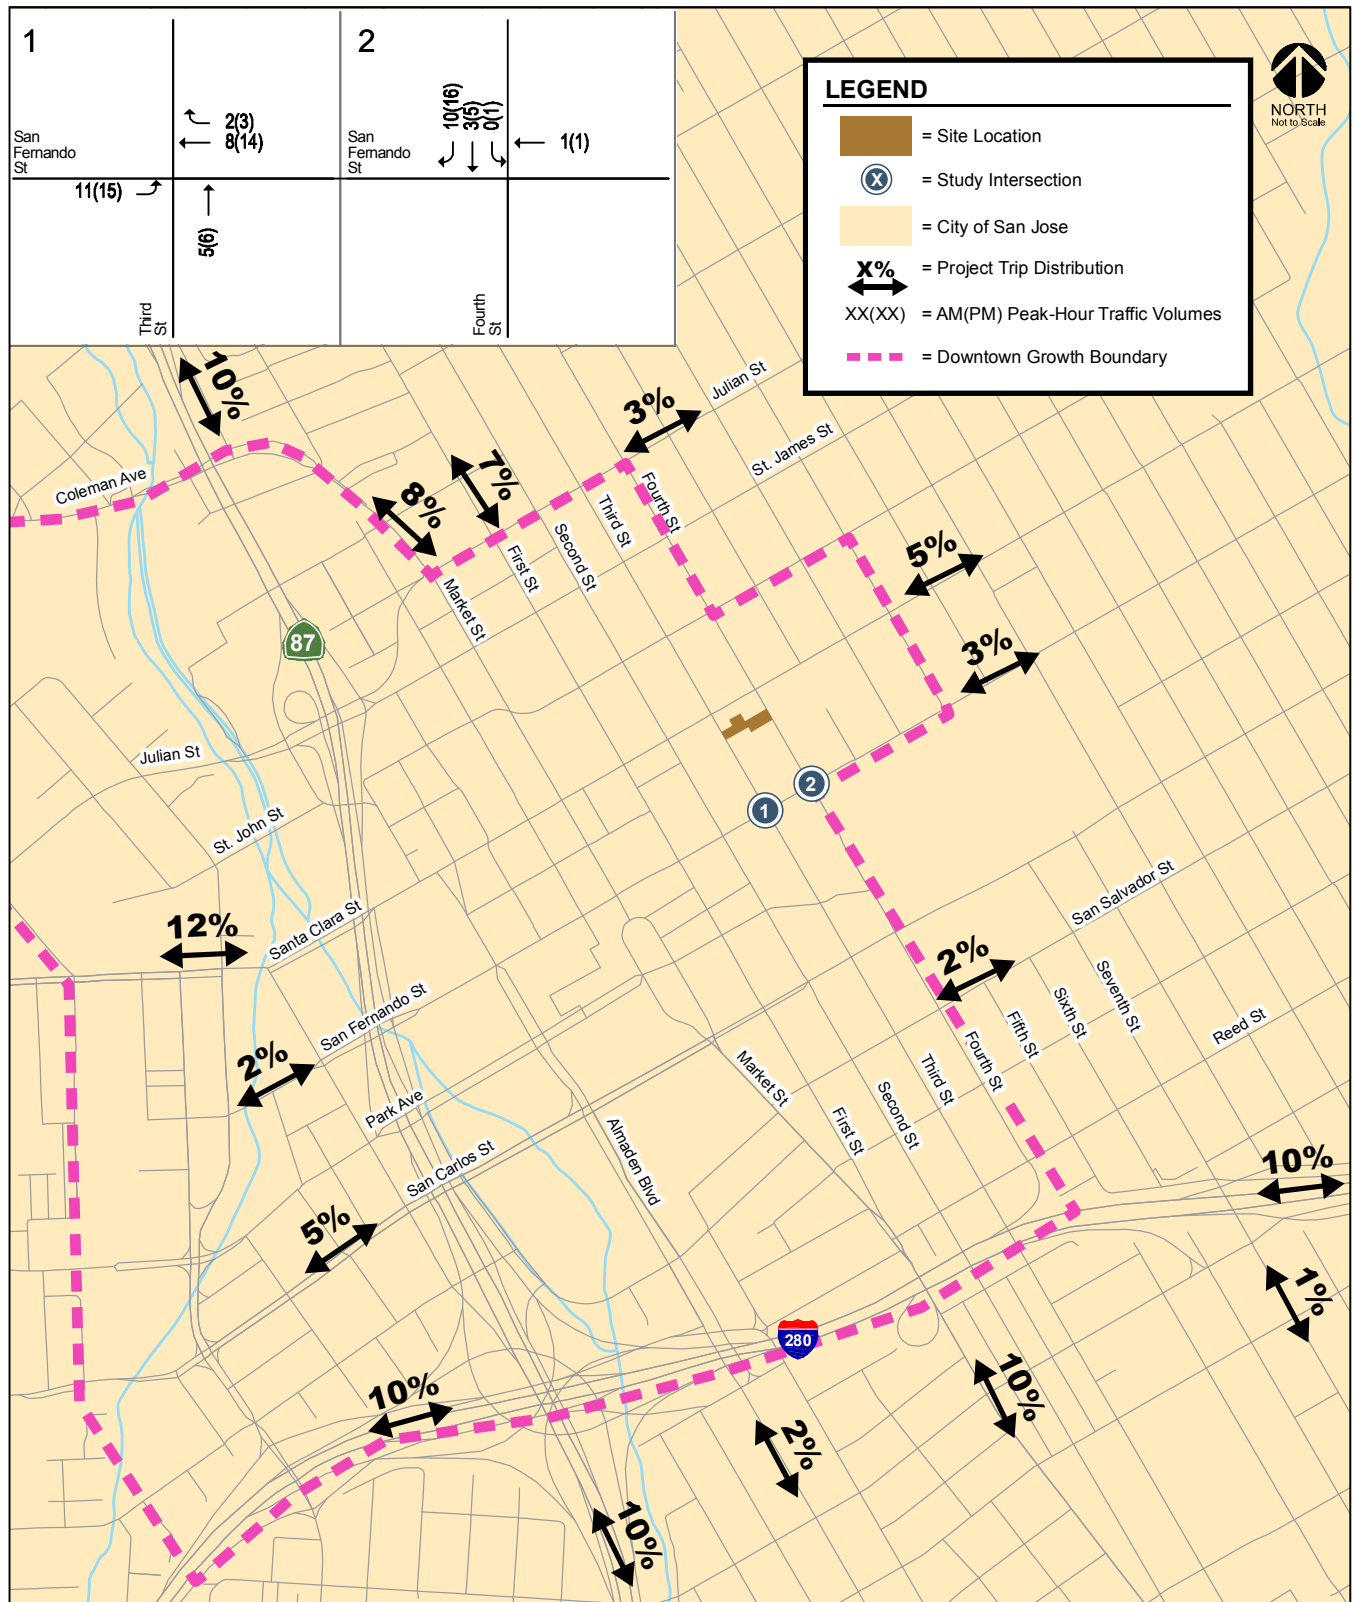 1
2(3)
8(14)
San
Fernando
St
11(15)
5(6)
Third
St
2
10(16)
3(5)
0(1)
1(1)
San
Fernando
St
Fourth
St
LEGEND
= Site Location
X
= Study Intersection
= City of San Jose
X%
= Project Trip Distribution
XX(XX)
= AM(PM) Peak-Hour Traffic Volumes
= Downtown Growth Boundary
NORTH
Not to Scale
10%
3%
Julian St
St. James St
Coleman Ave
8%
7%
Fourth St
Third St
Second St
First St
Market St
5%
3%
87
Julian St
St. John St
2
1
12%
Santa Clara St
San Fernando St
2%
Park Ave
San Carlos St
5%
Almaden Blvd
San Salvador St
2%
Seventh St
Sixth St
Fifth St
Fourth St
Third St
Second St
First St
Market St
Reed St
10%
1%
280
10%
10%
2%
10%